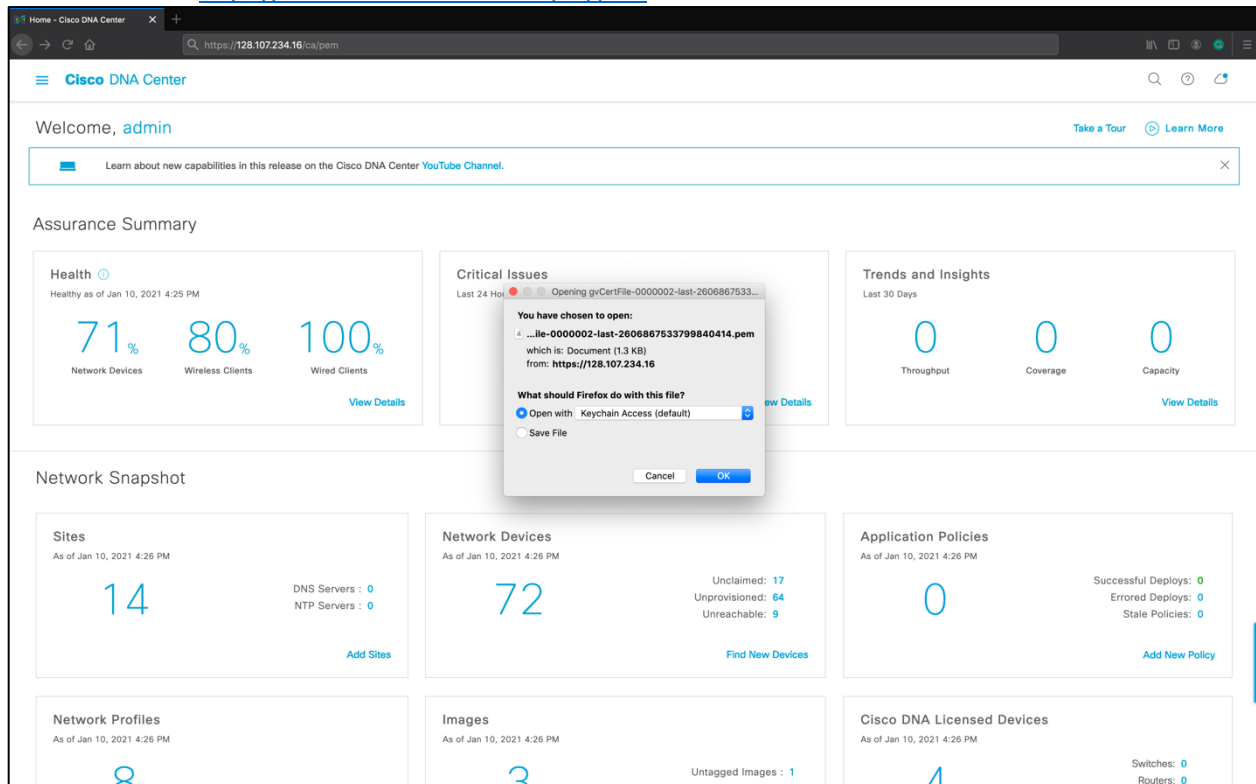 Home - Cisco DNA Center
https://128.107.234.16/ca/pem
Cisco DNA Center
Welcome, admin
Take a Tour Learn More
Learn about new capabilities in this release on the Cisco DNA Center YouTube Channel.
Assurance Summary
Health
Healthy as of Jan 10, 2021 4:25 PM
71%
Network Devices
80%
Wireless Clients
100%
Wired Clients
View Details
Critical Issues
Last 24 Ho
ew Details
Opening gvCertFile-0000002-last-2606867533...
You have chosen to open:
...ile-0000002-last-2606867533799840414.pem
which is: Document (1.3 KB)
from: https://128.107.234.16
What should Firefox do with this file?
Open with Keychain Access (default)
Save File
Cancel OK
Trends and Insights
Last 30 Days
0
Throughput
0
Coverage
0
Capacity
View Details
Network Snapshot
Sites
As of Jan 10, 2021 4:26 PM
14
DNS Servers : 0
NTP Servers : 0
Add Sites
Network Devices
As of Jan 10, 2021 4:26 PM
72
Unclaimed: 17
Unprovisioned: 64
Unreachable: 9
Find New Devices
Application Policies
As of Jan 10, 2021 4:26 PM
0
Successful Deploys: 0
Errored Deploys: 0
Stale Policies: 0
Add New Policy
Network Profiles
As of Jan 10, 2021 4:26 PM
Images
As of Jan 10, 2021 4:26 PM
Untagged Images : 1
Cisco DNA Licensed Devices
As of Jan 10, 2021 4:26 PM
Switches: 0
Routers: 0